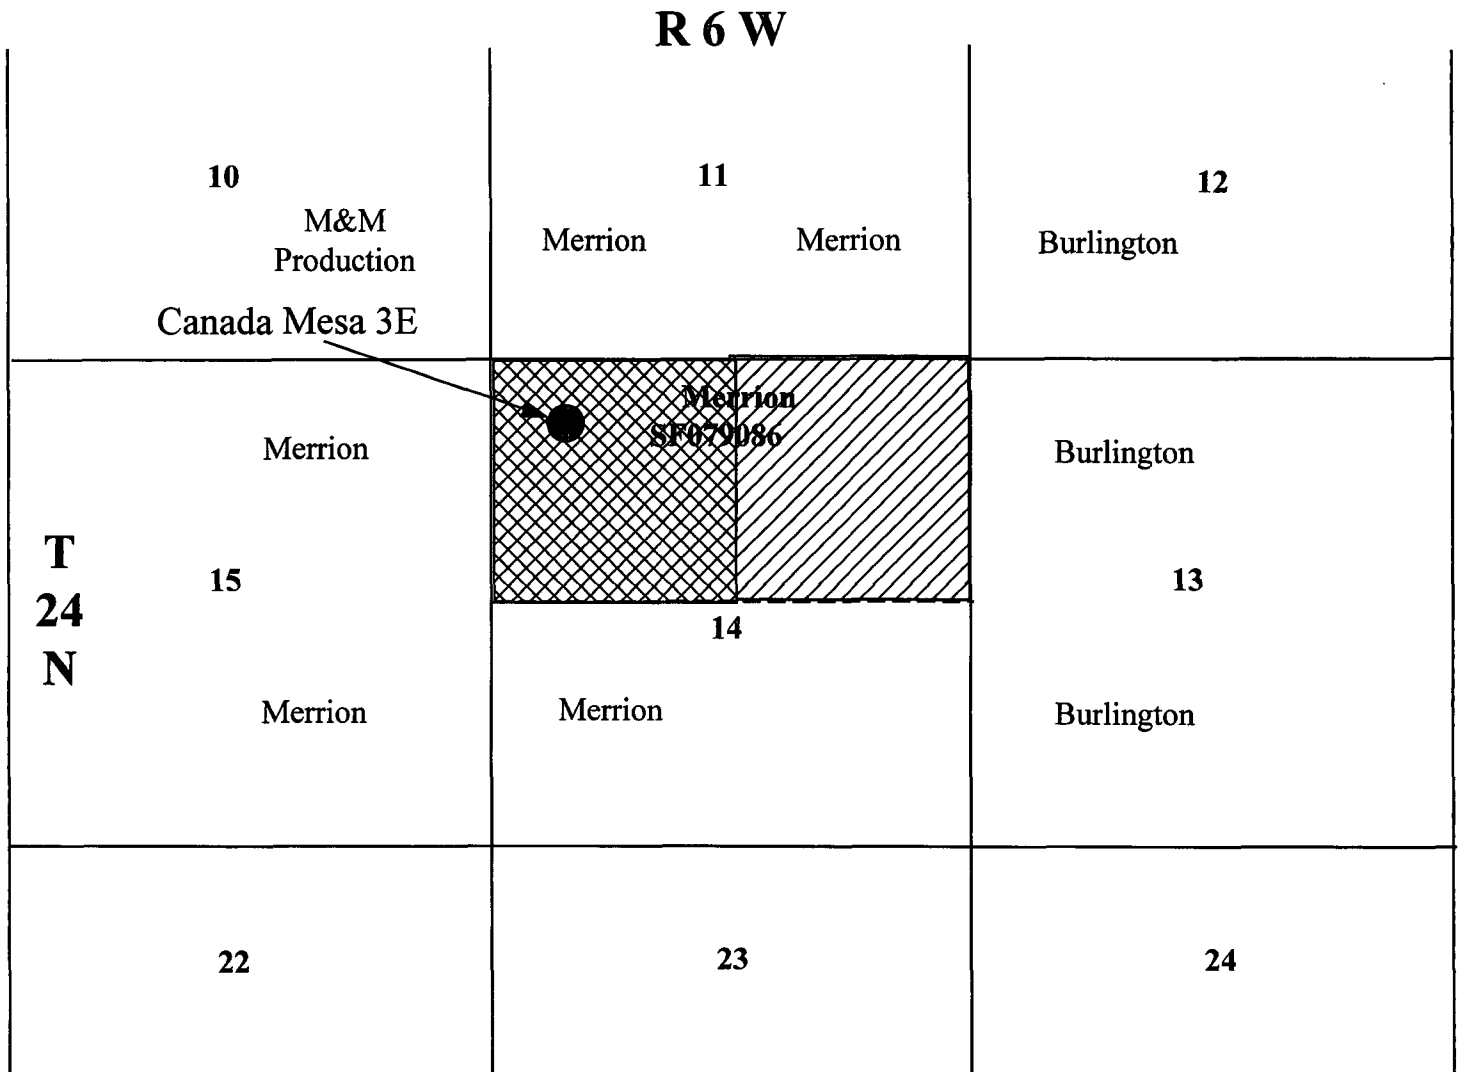 R 6 W
10
11
12
M&M
Production
Merrion
Merrion
Burlington
Canada Mesa 3E
Merrion
SF079086
Merrion
Burlington
T
24
N
15
13
14
Merrion
Merrion
Burlington
22
23
24